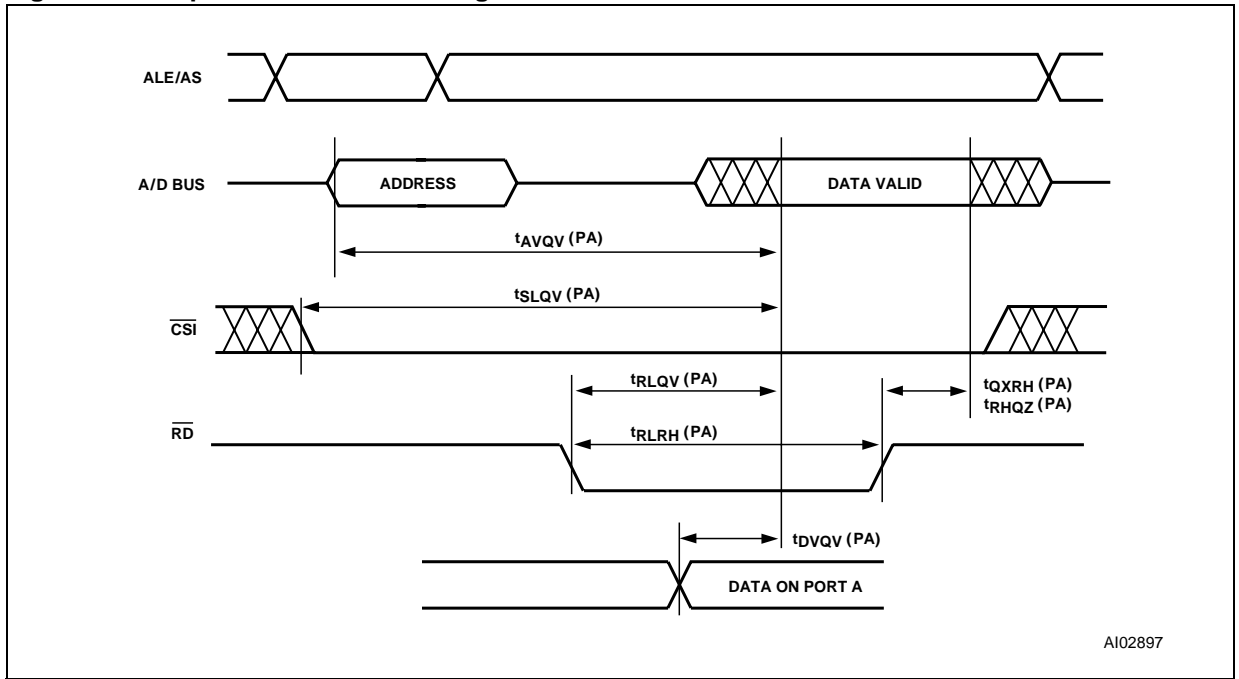 ALE/AS
A/D BUS
ADDRESS
DATA VALID
tAVQV (PA)
tSLQV (PA)
CSI
tRLQV (PA)
tQXRH (PA)
tRHQZ (PA)
RD
tRLRH (PA)
tDVQV (PA)
DATA ON PORT A
AI02897